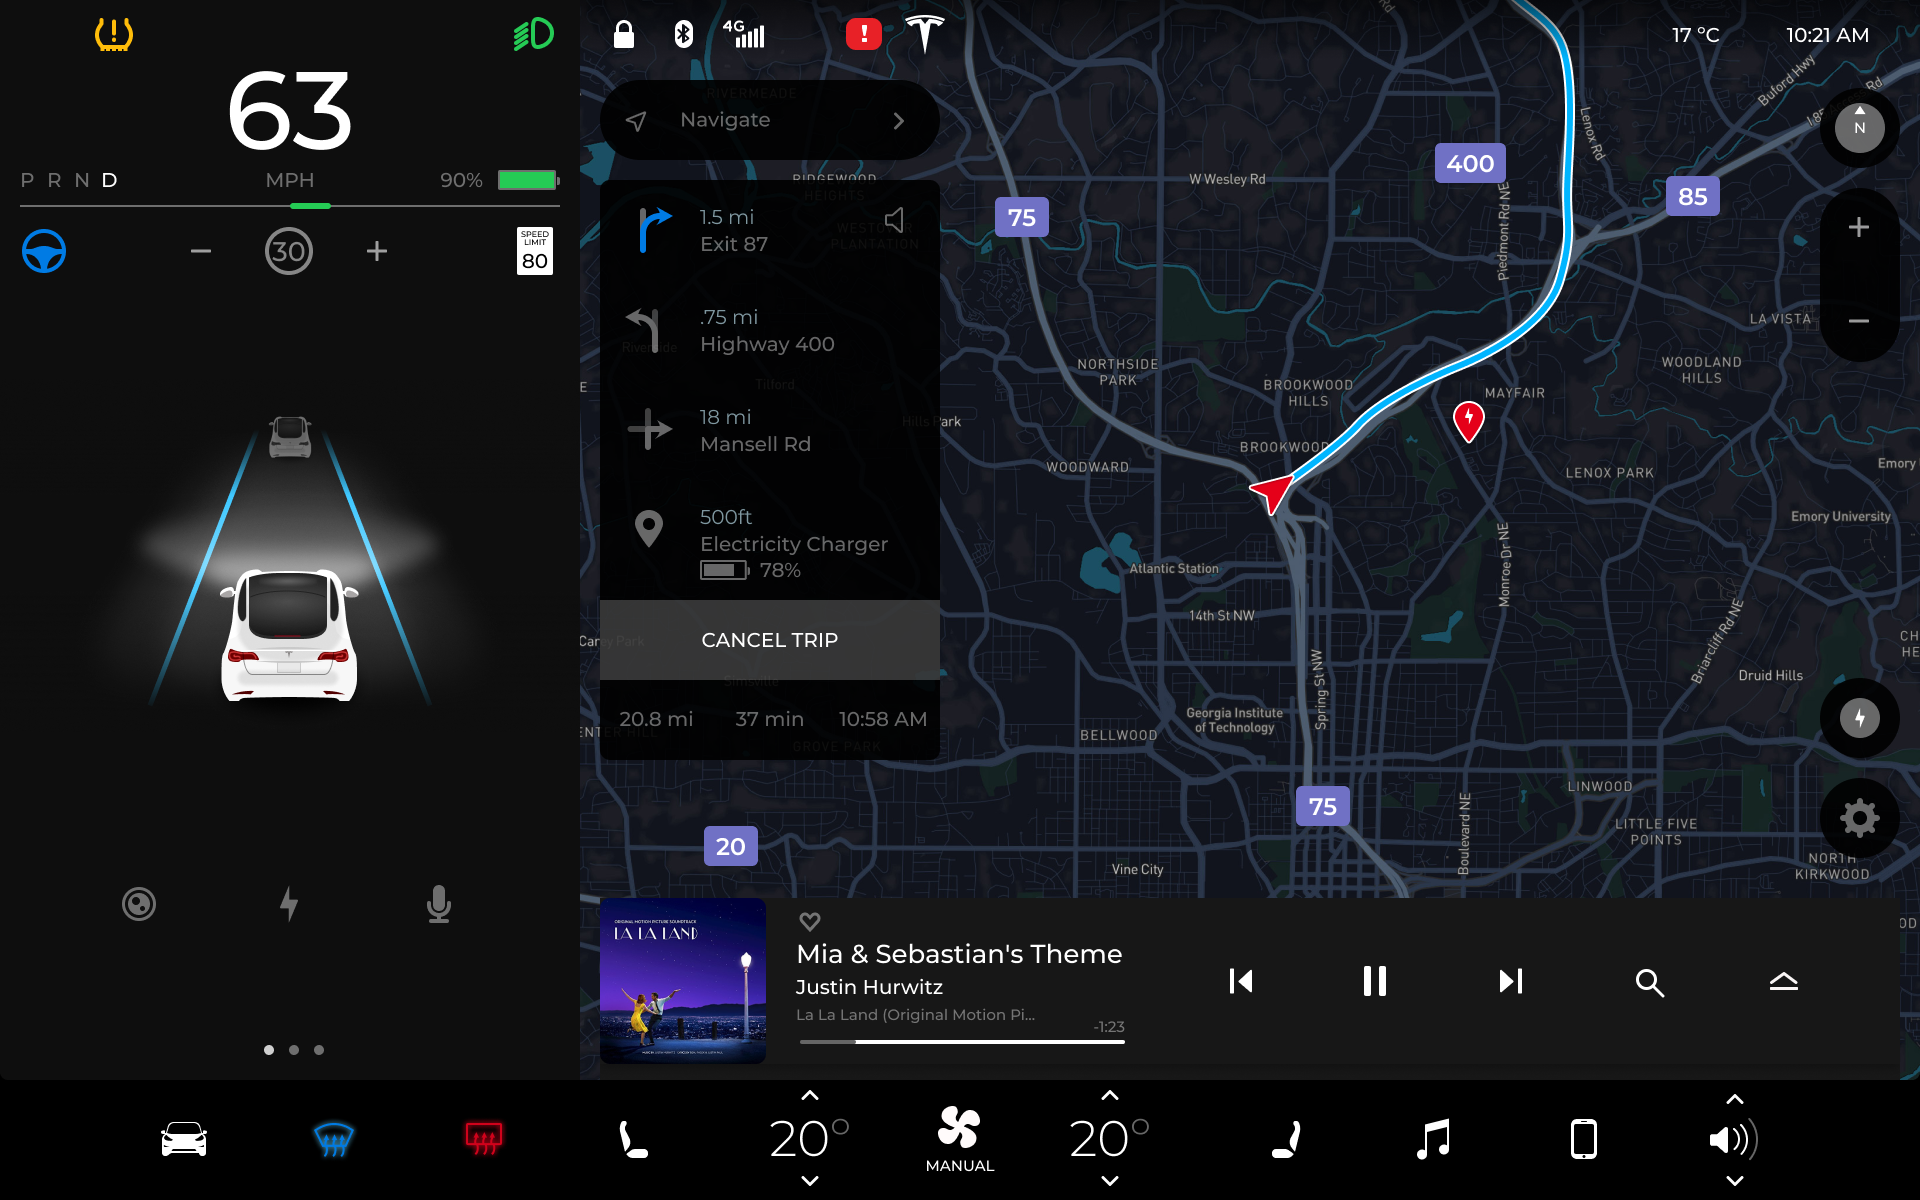 63
P R N D
MPH
90%
30
SPEED
LIMIT
80
4G
17 °C
10:21 AM
Navigate
1.5 mi
Exit 87
.75 mi
Highway 400
18 mi
Mansell Rd
500ft
Electricity Charger
78%
CANCEL TRIP
20.8 mi
37 min
10:58 AM
RIVERMEADE
RIDGEWOOD
HEIGHTS
WESTOVER
PLANTATION
Riverside
Tilford
Hills Park
Carey Park
Simsville
GROVE PARK
W Wesley Rd
75
400
85
Lenox Rd
Buford Hwy
Piedmont Rd NE
N
LA VISTA
WOODLAND
HILLS
NORTHSIDE
PARK
BROOKWOOD
HILLS
MAYFAIR
BROOKWOOD
WOODWARD
LENOX PARK
Emory
Emory University
Monroe Dr NE
Atlantic Station
14th St NW
Briarcliff Rd NE
Druid Hills
Spring St NW
Georgia Institute
of Technology
BELLWOOD
LINWOOD
75
Boulevard NE
LITTLE FIVE
POINTS
20
Vine City
NORTH
KIRKWOOD
ORIGINAL MOTION PICTURE SOUNDTRACK
LA LA LAND
Mia & Sebastian's Theme
Justin Hurwitz
La La Land (Original Motion Pi...
-1:23
20°
MANUAL
20°